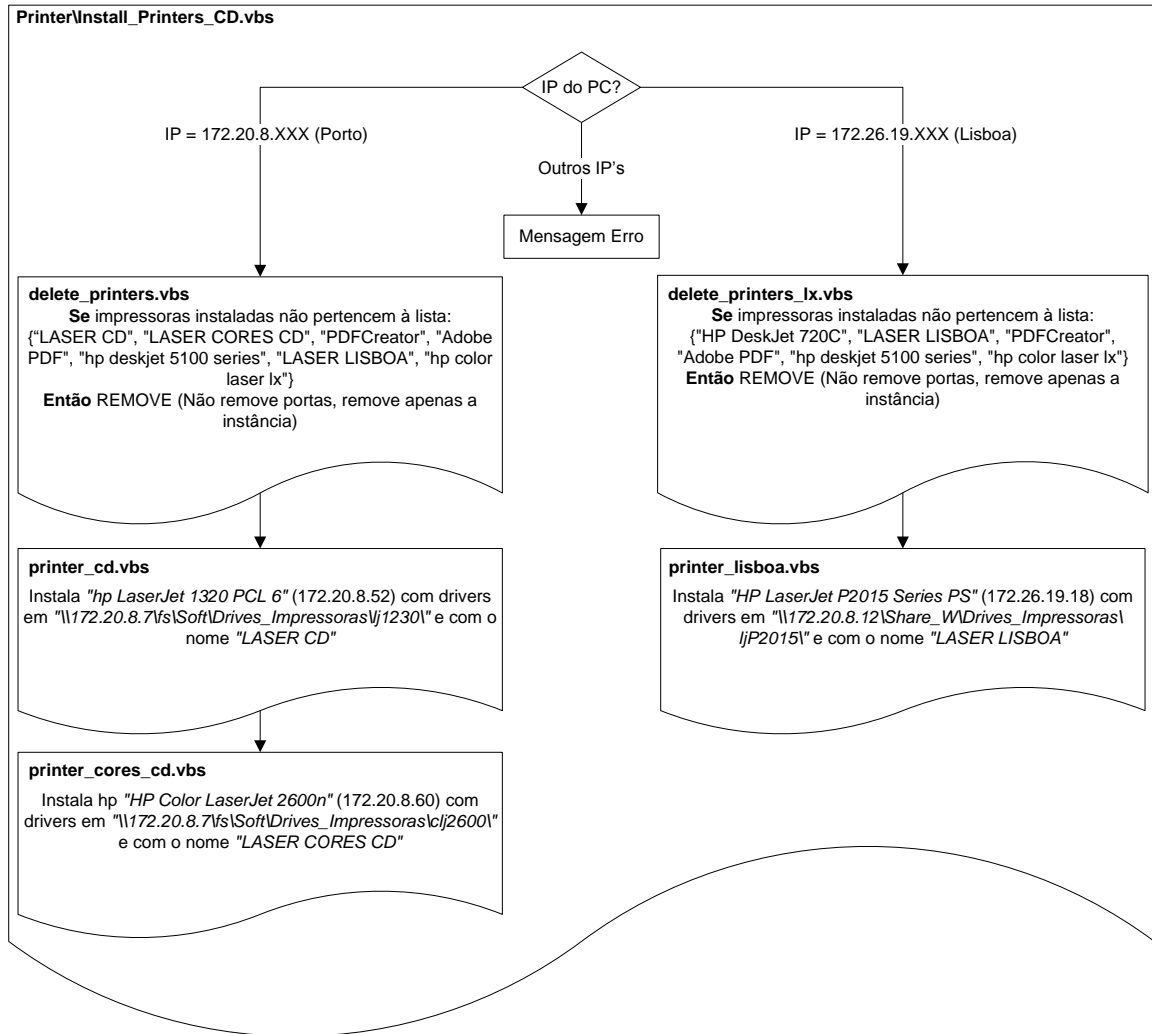 Printer\Install_Printers_CD.vbs
IP do PC?
IP = 172.20.8.XXX (Porto)
IP = 172.26.19.XXX (Lisboa)
Outros IP's
Mensagem Erro
delete_printers.vbs
Se impressoras instaladas não pertencem à lista:
{“LASER CD", "LASER CORES CD", "PDFCreator", "Adobe
PDF", "hp deskjet 5100 series", "LASER LISBOA", "hp color
laser lx"}
Então REMOVE (Não remove portas, remove apenas a
instância)
delete_printers_lx.vbs
Se impressoras instaladas não pertencem à lista:
{"HP DeskJet 720C", "LASER LISBOA", "PDFCreator",
"Adobe PDF", "hp deskjet 5100 series", "hp color laser lx"}
Então REMOVE (Não remove portas, remove apenas a
instância)
printer_cd.vbs
Instala "hp LaserJet 1320 PCL 6" (172.20.8.52) com drivers
em "\\172.20.8.7\fs\Soft\Drives_Impressoras\lj1230\" e com o
nome "LASER CD"
printer_lisboa.vbs
Instala "HP LaserJet P2015 Series PS" (172.26.19.18) com
drivers em "\\172.20.8.12\Share_W\Drives_Impressoras\
ljP2015\" e com o nome "LASER LISBOA"
printer_cores_cd.vbs
Instala hp "HP Color LaserJet 2600n" (172.20.8.60) com
drivers em "\\172.20.8.7\fs\Soft\Drives_Impressoras\clj2600\"
e com o nome "LASER CORES CD"